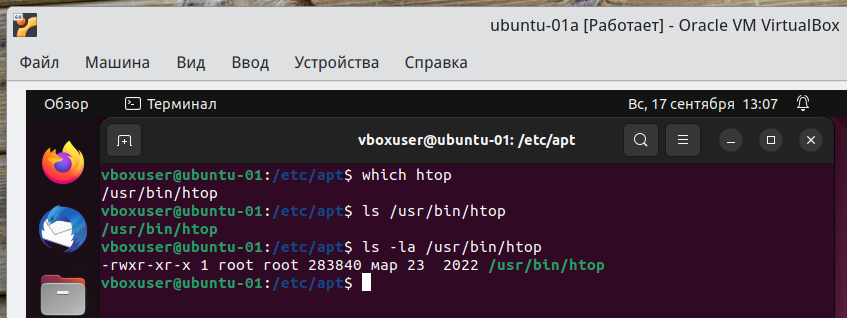 ubuntu-01a [Работает] - Oracle VM VirtualBox
Файл Машина Вид Ввод Устройства Справка
Обзор Терминал Вс, 17 сентября 13:07
vboxuser@ubuntu-01: /etc/apt
vboxuser@ubuntu-01:/etc/apt$ which htop
/usr/bin/htop
vboxuser@ubuntu-01:/etc/apt$ ls /usr/bin/htop
/usr/bin/htop
vboxuser@ubuntu-01:/etc/apt$ ls -la /usr/bin/htop
-rwxr-xr-x 1 root root 283840 мар 23  2022 /usr/bin/htop
vboxuser@ubuntu-01:/etc/apt$